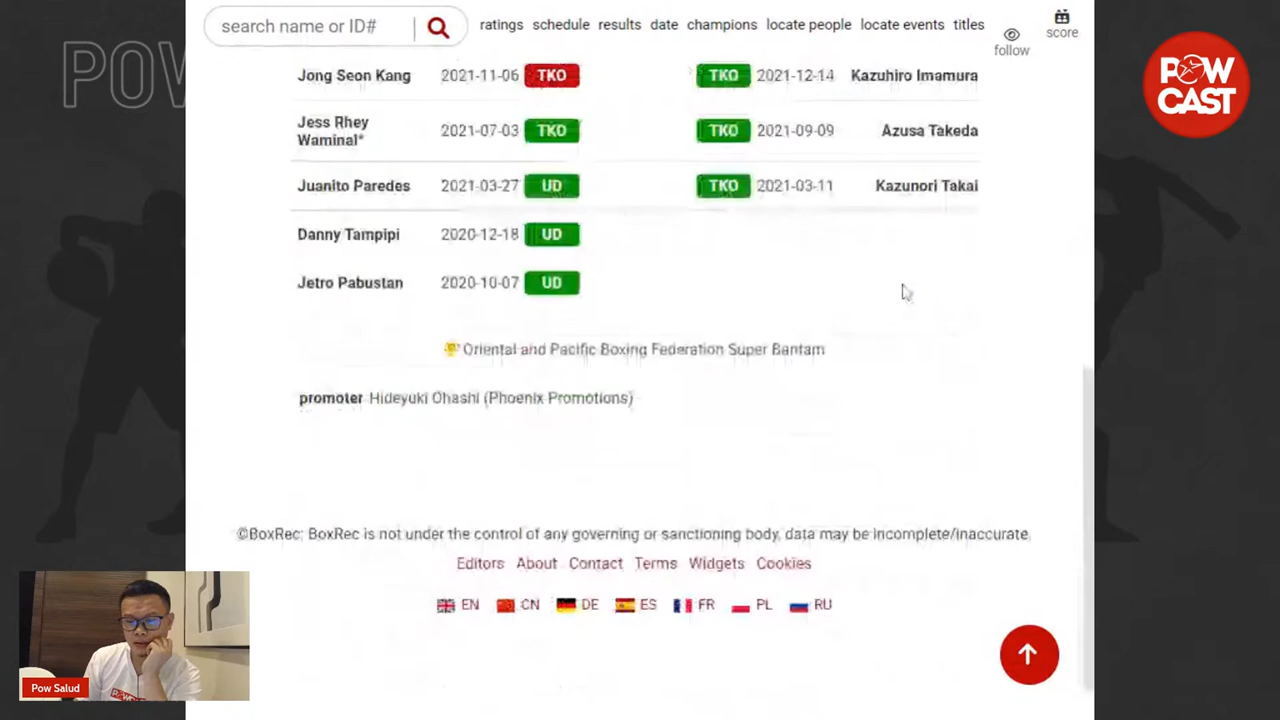 search name or ID#
ratings schedule results date champions locate people locate events titles
follow
score
POW
POW
CAST
Jong Seon Kang 2021-11-06 TKO TKO 2021-12-14 Kazuhiro Imamura
Jess Rhey
Waminal* 2021-07-03 TKO TKO 2021-09-09 Azusa Takeda
Juanito Paredes 2021-03-27 UD TKO 2021-03-11 Kazunori Takai
Danny Tampipi 2020-12-18 UD
Jetro Pabustan 2020-10-07 UD
Oriental and Pacific Boxing Federation Super Bantam
promoter Hideyuki Ohashi (Phoenix Promotions)
©BoxRec: BoxRec is not under the control of any governing or sanctioning body, data may be incomplete/inaccurate.
Editors About Contact Terms Widgets Cookies
EN CN DE ES FR PL RU
Pow Salud